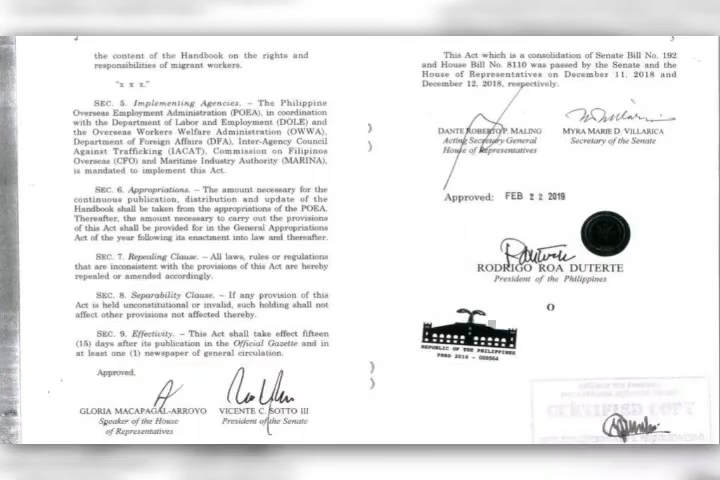 4
the content of the Handbook on the rights and
responsibilities of migrant workers.
"x x x."
SEC. 5. Implementing Agencies. – The Philippine
Overseas Employment Administration (POEA), in coordination
with the Department of Labor and Employment (DOLE) and
the Overseas Workers Welfare Administration (OWWA),
Department of Foreign Affairs (DFA), Inter-Agency Council
Against Trafficking (IACAT), Commission on Filipinos
Overseas (CFO) and Maritime Industry Authority (MARINA),
is mandated to implement this Act.
SEC. 6. Appropriations. – The amount necessary for the
continuous publication, distribution and update of the
Handbook shall be taken from the appropriations of the POEA.
Thereafter, the amount necessary to carry out the provisions
of this Act shall be provided for in the General Appropriations
Act of the year following its enactment into law and thereafter.
SEC. 7. Repealing Clause. – All laws, rules or regulations
that are inconsistent with the provisions of this Act are hereby
repealed or amended accordingly.
SEC. 8. Separability Clause. – If any provision of this
Act is held unconstitutional or invalid, such holding shall not
affect other provisions not affected thereby.
SEC. 9. Effectivity. – This Act shall take effect fifteen
(15) days after its publication in the Official Gazette and in
at least one (1) newspaper of general circulation.
Approved,
GLORIA MACAPAGAL-ARROYO
Speaker of the House
of Representatives
VICENTE C. SOTTO III
President of the Senate
5
This Act which is a consolidation of Senate Bill No. 192
and House Bill No. 8110 was passed by the Senate and the
House of Representatives on December 11, 2018 and
December 12, 2018, respectively.
DANTE ROBERTO P. MALING
Acting Secretary General
House of Representatives
MYRA MARIE D. VILLARICA
Secretary of the Senate
Approved: FEB 22 2019
RODRIGO ROA DUTERTE
President of the Philippines
O
REPUBLIC OF THE PHILIPPINES
PRRD 2016 - 009564
CERTIFIED COPY